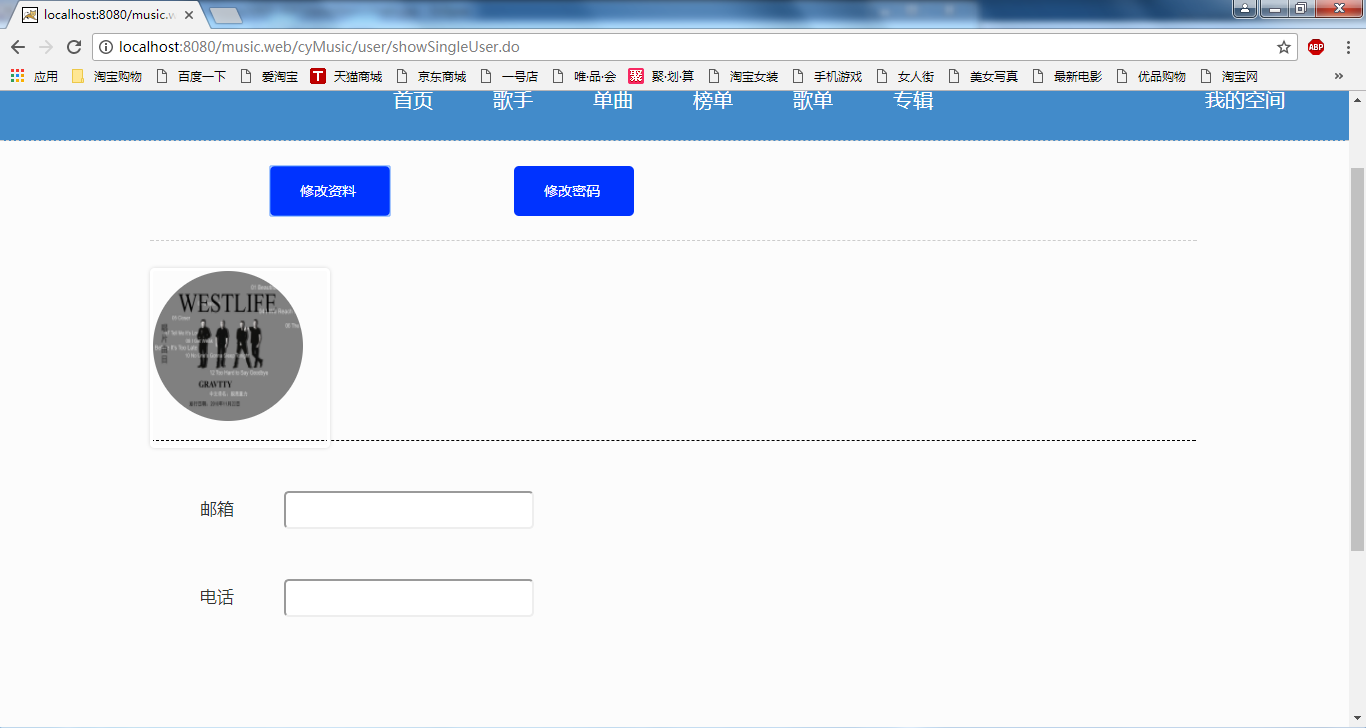 localhost:8080/music.w
localhost:8080/music.web/cyMusic/user/showSingleUser.do
ABP
应用 淘宝购物 百度一下 爱淘宝 T 天猫商城 京东商城 一号店 唯·品·会 聚 聚·划·算 淘宝女装 手机游戏 女人街 美女写真 最新电影 优品购物 淘宝网 »
首页 歌手 单曲 榜单 歌单 专辑 我的空间
修改资料 修改密码
WESTLIFF
GRAVITY
邮箱
电话